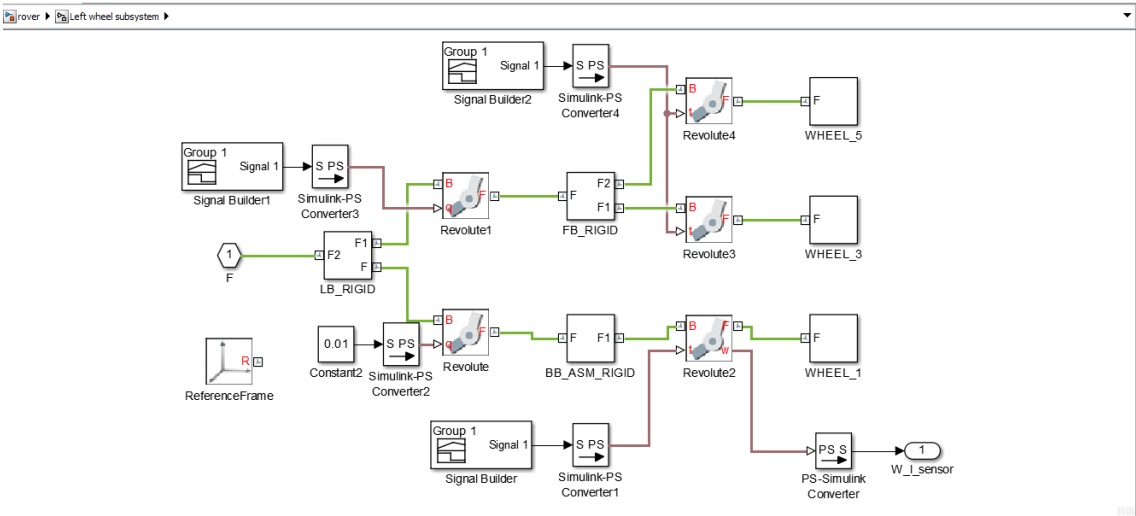 rover Left wheel subsystem
Group 1
Signal 1
Signal Builder2
S PS
Simulink-PS
Converter4
B
F
t
Revolute4
F
WHEEL_5
Group 1
Signal 1
Signal Builder1
S PS
Simulink-PS
Converter3
B
F
q
Revolute1
F
F2
F1
FB_RIGID
B
F
t
Revolute3
F
WHEEL_3
1
F
F2
F1
F
LB_RIGID
R
ReferenceFrame
0.01
Constant2
S PS
Simulink-PS
Converter2
B
F
q
Revolute
F
F1
BB_ASM_RIGID
B
F
t
w
Revolute2
F
WHEEL_1
Group 1
Signal 1
Signal Builder
S PS
Simulink-PS
Converter1
PS S
PS-Simulink
Converter
1
W_l_sensor